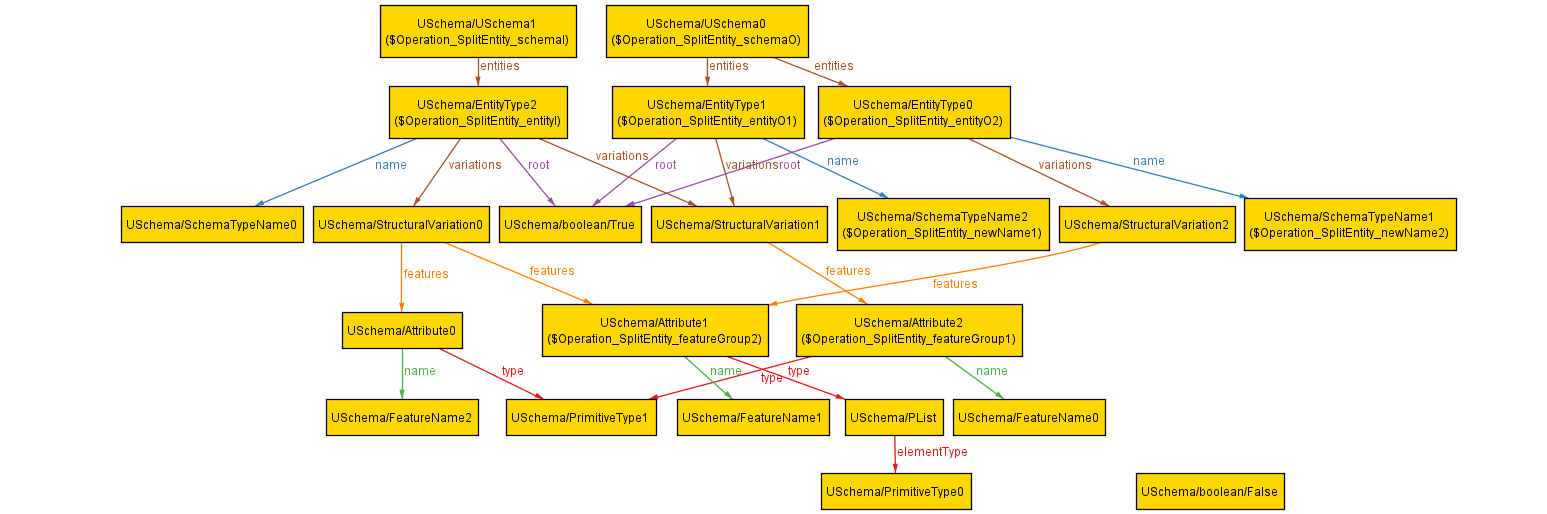 USchema/USchema1
($Operation_SplitEntity_schemaI)
USchema/USchema0
($Operation_SplitEntity_schemaO)
entities
entities
entities
USchema/EntityType2
($Operation_SplitEntity_entityI)
USchema/EntityType1
($Operation_SplitEntity_entityO1)
USchema/EntityType0
($Operation_SplitEntity_entityO2)
name
variations
root
variations
root
variations
root
name
variations
name
USchema/SchemaTypeName0
USchema/StructuralVariation0
USchema/boolean/True
USchema/StructuralVariation1
USchema/SchemaTypeName2
($Operation_SplitEntity_newName1)
USchema/StructuralVariation2
USchema/SchemaTypeName1
($Operation_SplitEntity_newName2)
features
features
features
features
USchema/Attribute0
USchema/Attribute1
($Operation_SplitEntity_featureGroup2)
USchema/Attribute2
($Operation_SplitEntity_featureGroup1)
name
type
name
type
type
name
USchema/FeatureName2
USchema/PrimitiveType1
USchema/FeatureName1
USchema/PList
USchema/FeatureName0
elementType
USchema/PrimitiveType0
USchema/boolean/False